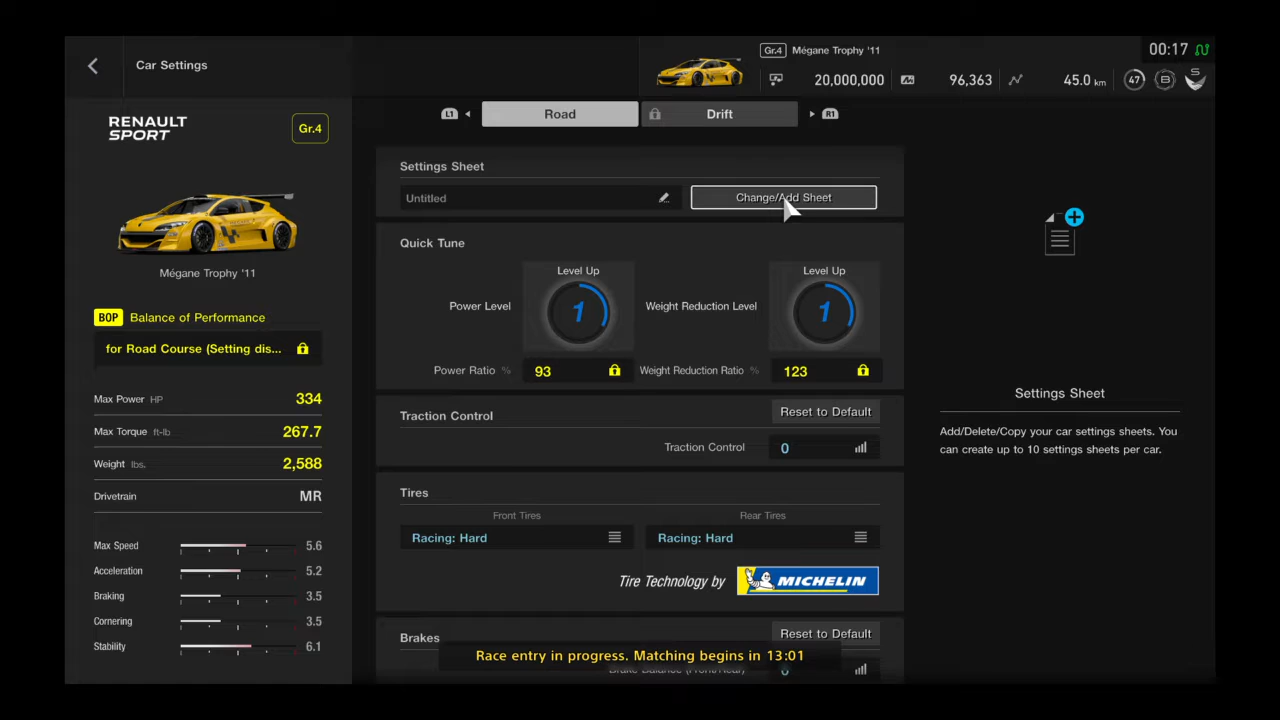 Car Settings
Gr.4 Mégane Trophy '11
00:17
20,000,000 96,363 45.0 km 47 B S
RENAULT SPORT Gr.4
L1 Road Drift R1
Mégane Trophy '11
BOP Balance of Performance
for Road Course (Setting dis...
Max Power HP 334
Max Torque ft-lb 267.7
Weight lbs. 2,588
Drivetrain MR
Max Speed 5.6
Acceleration 5.2
Braking 3.5
Cornering 3.5
Stability 6.1
Settings Sheet
Untitled Change/Add Sheet
Quick Tune
Level Up Level Up
Power Level 1 Weight Reduction Level 1
Power Ratio % 93 Weight Reduction Ratio % 123
Traction Control Reset to Default
Traction Control 0
Tires
Front Tires Rear Tires
Racing: Hard Racing: Hard
Tire Technology by MICHELIN
Brakes Reset to Default
Race entry in progress. Matching begins in 13:01
Brake Balance (Front/Rear) 0
Settings Sheet
Add/Delete/Copy your car settings sheets. You
can create up to 10 settings sheets per car.